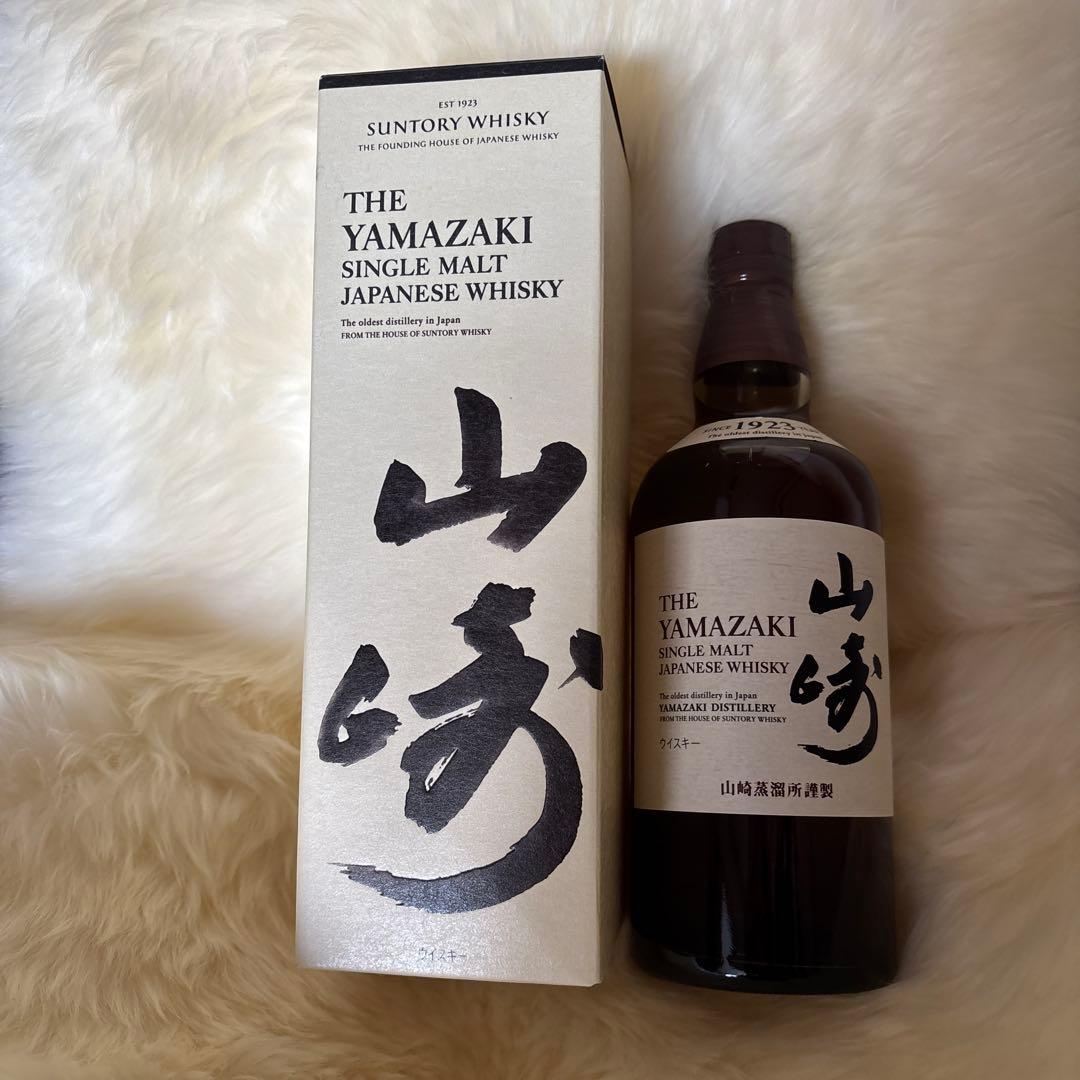 EST 1923
SUNTORY WHISKY
THE FOUNDING HOUSE OF JAPANESE WHISKY
THE
YAMAZAKI
SINGLE MALT
JAPANESE WHISKY
The oldest distillery in Japan
FROM THE HOUSE OF SUNTORY WHISKY
山
崎
ウイスキー
SINCE 1923
The oldest distillery in Japan
THE
YAMAZAKI
SINGLE MALT
JAPANESE WHISKY
The oldest distillery in Japan
YAMAZAKI DISTILLERY
FROM THE HOUSE OF SUNTORY WHISKY
ウイスキー
山
崎
山崎蒸溜所謹製